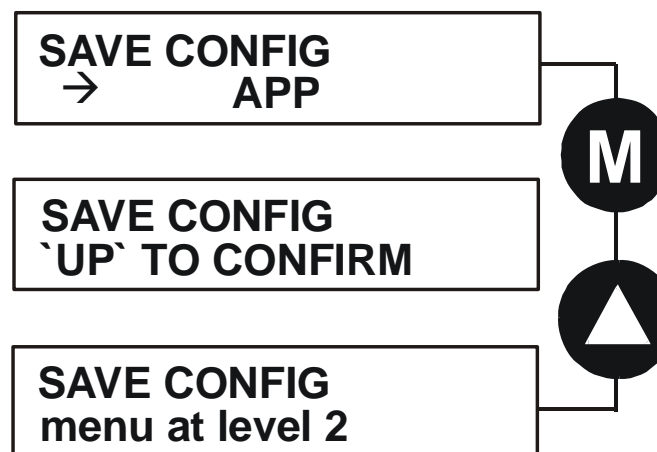 SAVE CONFIG
→ APP
M
SAVE CONFIG
`UP` TO CONFIRM
SAVE CONFIG
menu at level 2